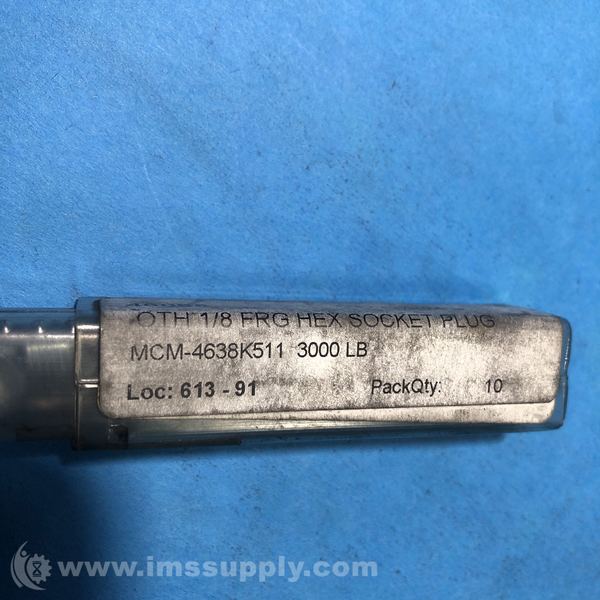 OTH 1/8 FRG HEX SOCKET PLUG
MCM-4638K511 3000 LB
Loc: 613 - 91 PackQty: 10
www.imssupply.com